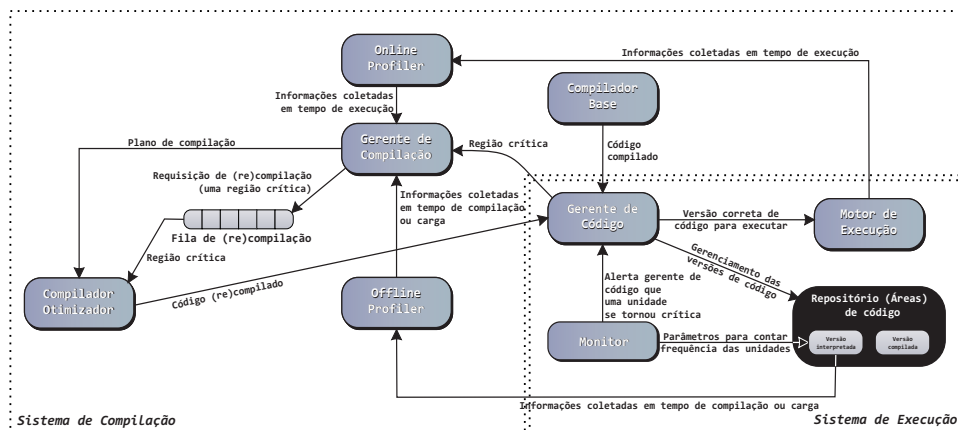 Online
Profiler
Informações coletadas em tempo de execução
Informações coletadas
em tempo de execução
Compilador
Base
Plano de compilação
Gerente de
Compilação
Região crítica
Código
compilado
Requisição de (re)compilação
(uma região crítica)
Informações coletadas
em tempo de compilação
ou carga
Fila de (re)compilação
Região crítica
Gerente de
Código
Versão correta de
código para executar
Motor de
Execução
Gerenciamento das
versões de código
Compilador
Otimizador
Código (re)compilado
Offline
Profiler
Alerta gerente de
código que
uma unidade
se tornou crítica
Repositório (Áreas)
de código
Monitor
Parâmetros para contar
frequência das unidades
Versão
interpretada
Versão
compilada
Informações coletadas em tempo de compilação ou carga
Sistema de Compilação
Sistema de Execução